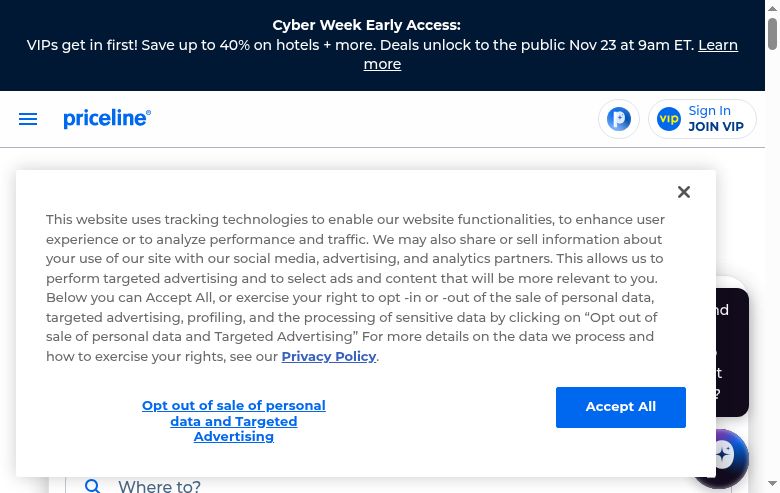 Cyber Week Early Access:
VIPs get in first! Save up to 40% on hotels + more. Deals unlock to the public Nov 23 at 9am ET. Learn
more
priceline®
Sign In
vip
JOIN VIP
This website uses tracking technologies to enable our website functionalities, to enhance user
experience or to analyze performance and traffic. We may also share or sell information about
your use of our site with our social media, advertising, and analytics partners. This allows us to
perform targeted advertising and to select ads and content that will be more relevant to you.
Below you can Accept All, or exercise your right to opt -in or -out of the sale of personal data,
targeted advertising, profiling, and the processing of sensitive data by clicking on “Opt out of
sale of personal data and Targeted Advertising” For more details on the data we process and
how to exercise your rights, see our Privacy Policy.
Opt out of sale of personal
data and Targeted
Advertising
Accept All
Where to?